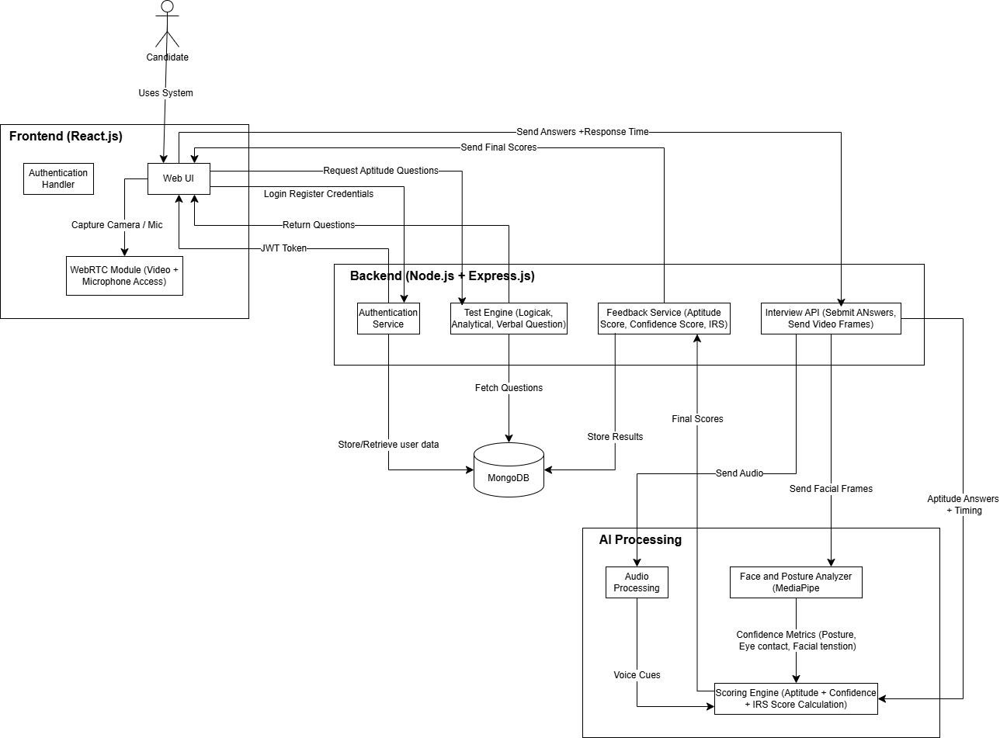 Candidate
Uses System
Frontend (React.js)
Send Answers +Response Time
Send Final Scores
Authentication
Handler
Web UI
Request Aptitude Questions
Login Register Credentials
Capture Camera / Mic
Return Questions
JWT Token
WebRTC Module (Video +
Microphone Access)
Backend (Node.js + Express.js)
Authentication
Service
Test Engine (Logicak,
Analytical, Verbal Question)
Feedback Service (Aptitude
Score, Confidence Score, IRS)
Interview API (Sebmit ANswers,
Send Video Frames)
Fetch Questions
Final Scores
Store Results
Store/Retrieve user data
MongoDB
Send Audio
Send Facial Frames
Aptitude Answers
+ Timing
AI Processing
Audio
Processing
Face and Posture Analyzer
(MediaPipe
Confidence Metrics (Posture,
Eye contact, Facial tenstion)
Voice Cues
Scoring Engine (Aptitude + Confidence
+ IRS Score Calculation)